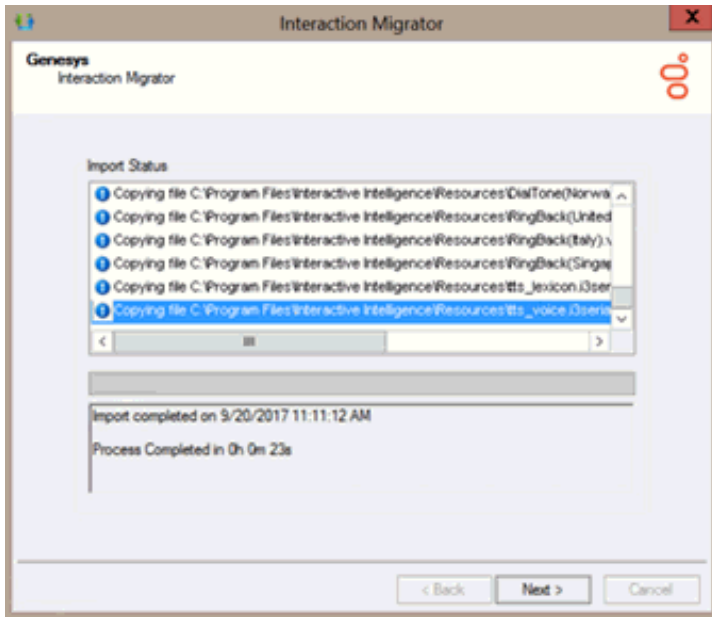 Interaction Migrator
Genesys
Interaction Migrator
Import Status
Copying file C:\Program Files\Interactive Intelligence\Resources\DialTone(Norwa
Copying file C:\Program Files\Interactive Intelligence\Resources\RingBack(United
Copying file C:\Program Files\Interactive Intelligence\Resources\RingBack(Italy).v
Copying file C:\Program Files\Interactive Intelligence\Resources\RingBack(Singap
Copying file C:\Program Files\Interactive Intelligence\Resources\tts_lexicon.i3ser
Copying file C:\Program Files\Interactive Intelligence\Resources\tts_voice.i3seria
Import completed on 9/20/2017 11:11:12 AM
Process Completed in 0h 0m 23s
< Back Next > Cancel